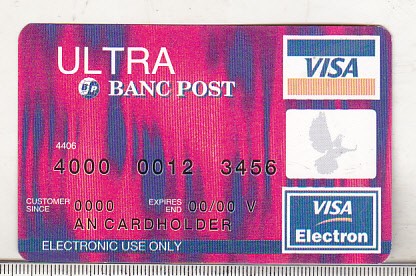 ULTRA
BP BANC POST
VISA
4406
4000 0012 3456
CUSTOMER SINCE 0000 EXPIRES END 00/00 V
AN CARDHOLDER
ELECTRONIC USE ONLY
VISA
Electron